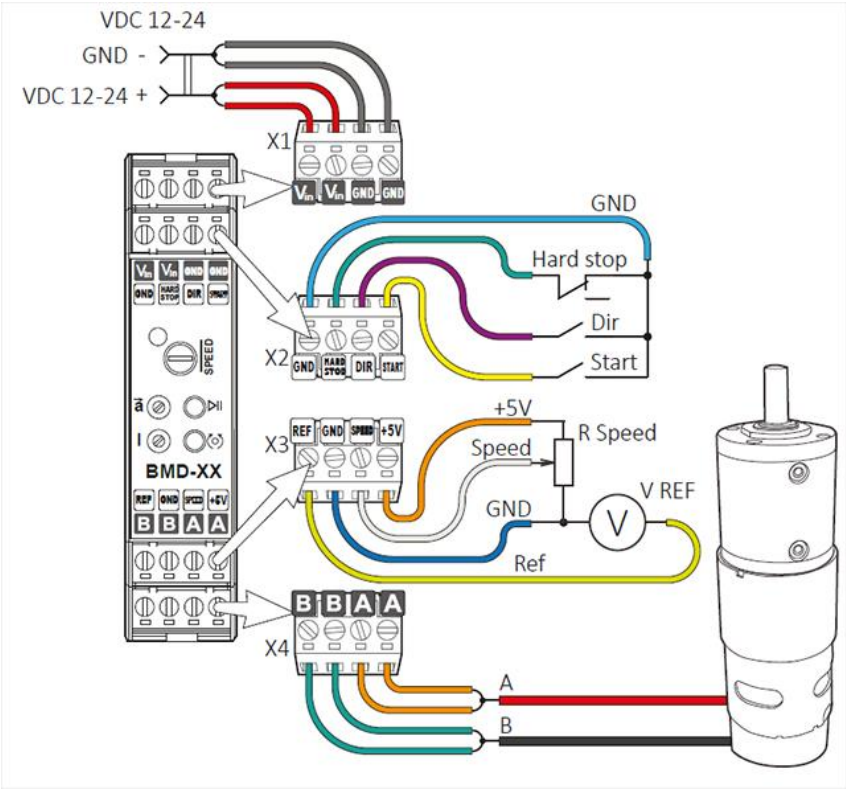 VDC 12-24
GND -
VDC 12-24 +
X1
Vin Vin GND GND
GND
Hard stop
Dir
Start
X2
GND HARD STOP DIR START
Vin Vin GND GND
GND HARD STOP DIR START
SPEED
a
I
BMD-XX
REF GND SPEED +5V
B B A A
X3
REF GND SPEED +5V
+5V
R Speed
Speed
V REF
GND
V
Ref
B B A A
X4
A
B